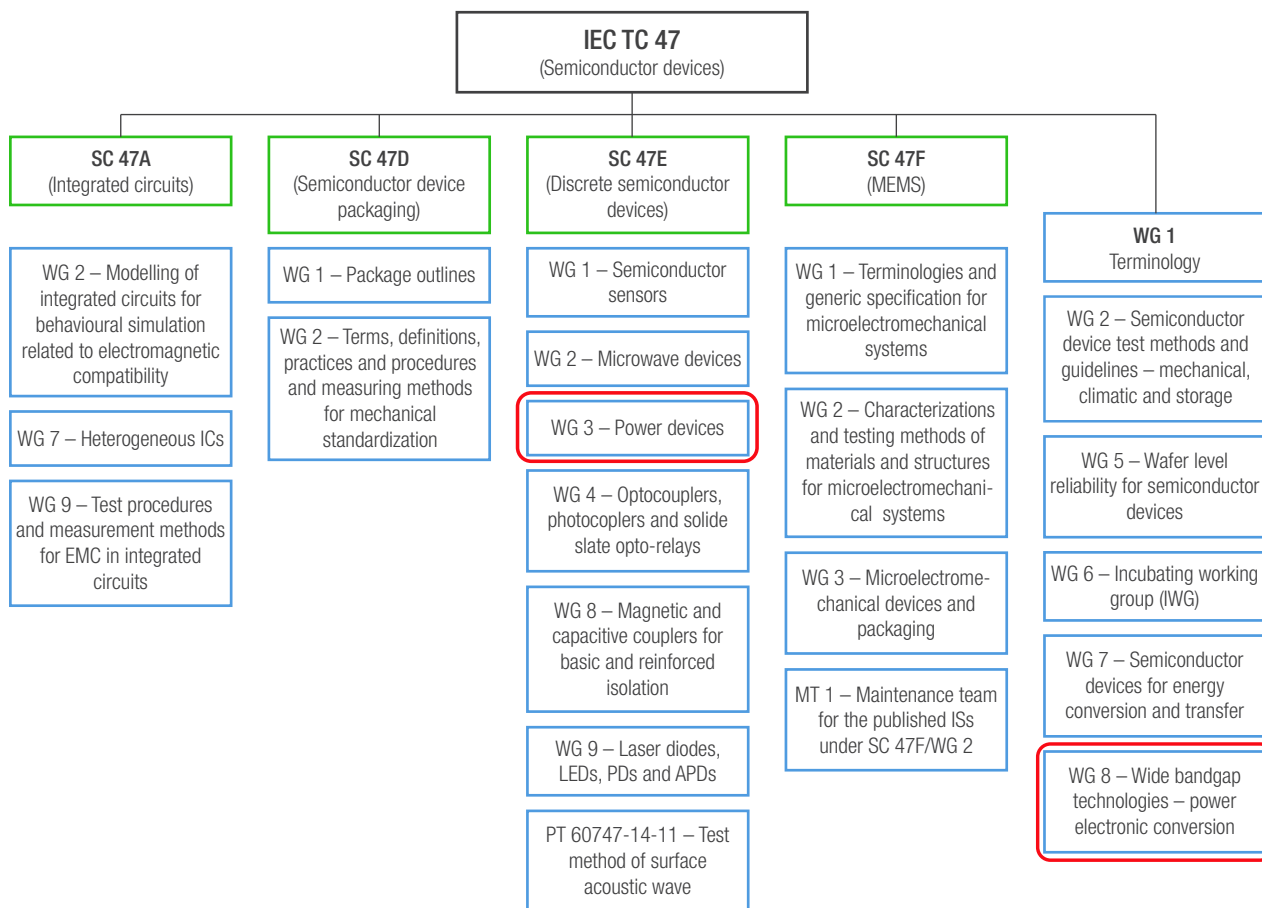 IEC TC 47
(Semiconductor devices)
SC 47A
(Integrated circuits)
WG 2 – Modelling of
integrated circuits for
behavioural simulation
related to electromagnetic
compatibility
WG 7 – Heterogeneous ICs
WG 9 – Test procedures
and measurement methods
for EMC in integrated
circuits
SC 47D
(Semiconductor device
packaging)
WG 1 – Package outlines
WG 2 – Terms, definitions,
practices and procedures
and measuring methods
for mechanical
standardization
SC 47E
(Discrete semiconductor
devices)
WG 1 – Semiconductor
sensors
WG 2 – Microwave devices
WG 3 – Power devices
WG 4 – Optocouplers,
photocoplers and solide
slate opto-relays
WG 8 – Magnetic and
capacitive couplers for
basic and reinforced
isolation
WG 9 – Laser diodes,
LEDs, PDs and APDs
PT 60747-14-11 – Test
method of surface
acoustic wave
SC 47F
(MEMS)
WG 1 – Terminologies and
generic specification for
microelectromechanical
systems
WG 2 – Characterizations
and testing methods of
materials and structures
for microelectromechani-
cal systems
WG 3 – Microelectrome-
chanical devices and
packaging
MT 1 – Maintenance team
for the published ISs
under SC 47F/WG 2
WG 1
Terminology
WG 2 – Semiconductor
device test methods and
guidelines – mechanical,
climatic and storage
WG 5 – Wafer level
reliability for semiconductor
devices
WG 6 – Incubating working
group (IWG)
WG 7 – Semiconductor
devices for energy
conversion and transfer
WG 8 – Wide bandgap
technologies – power
electronic conversion